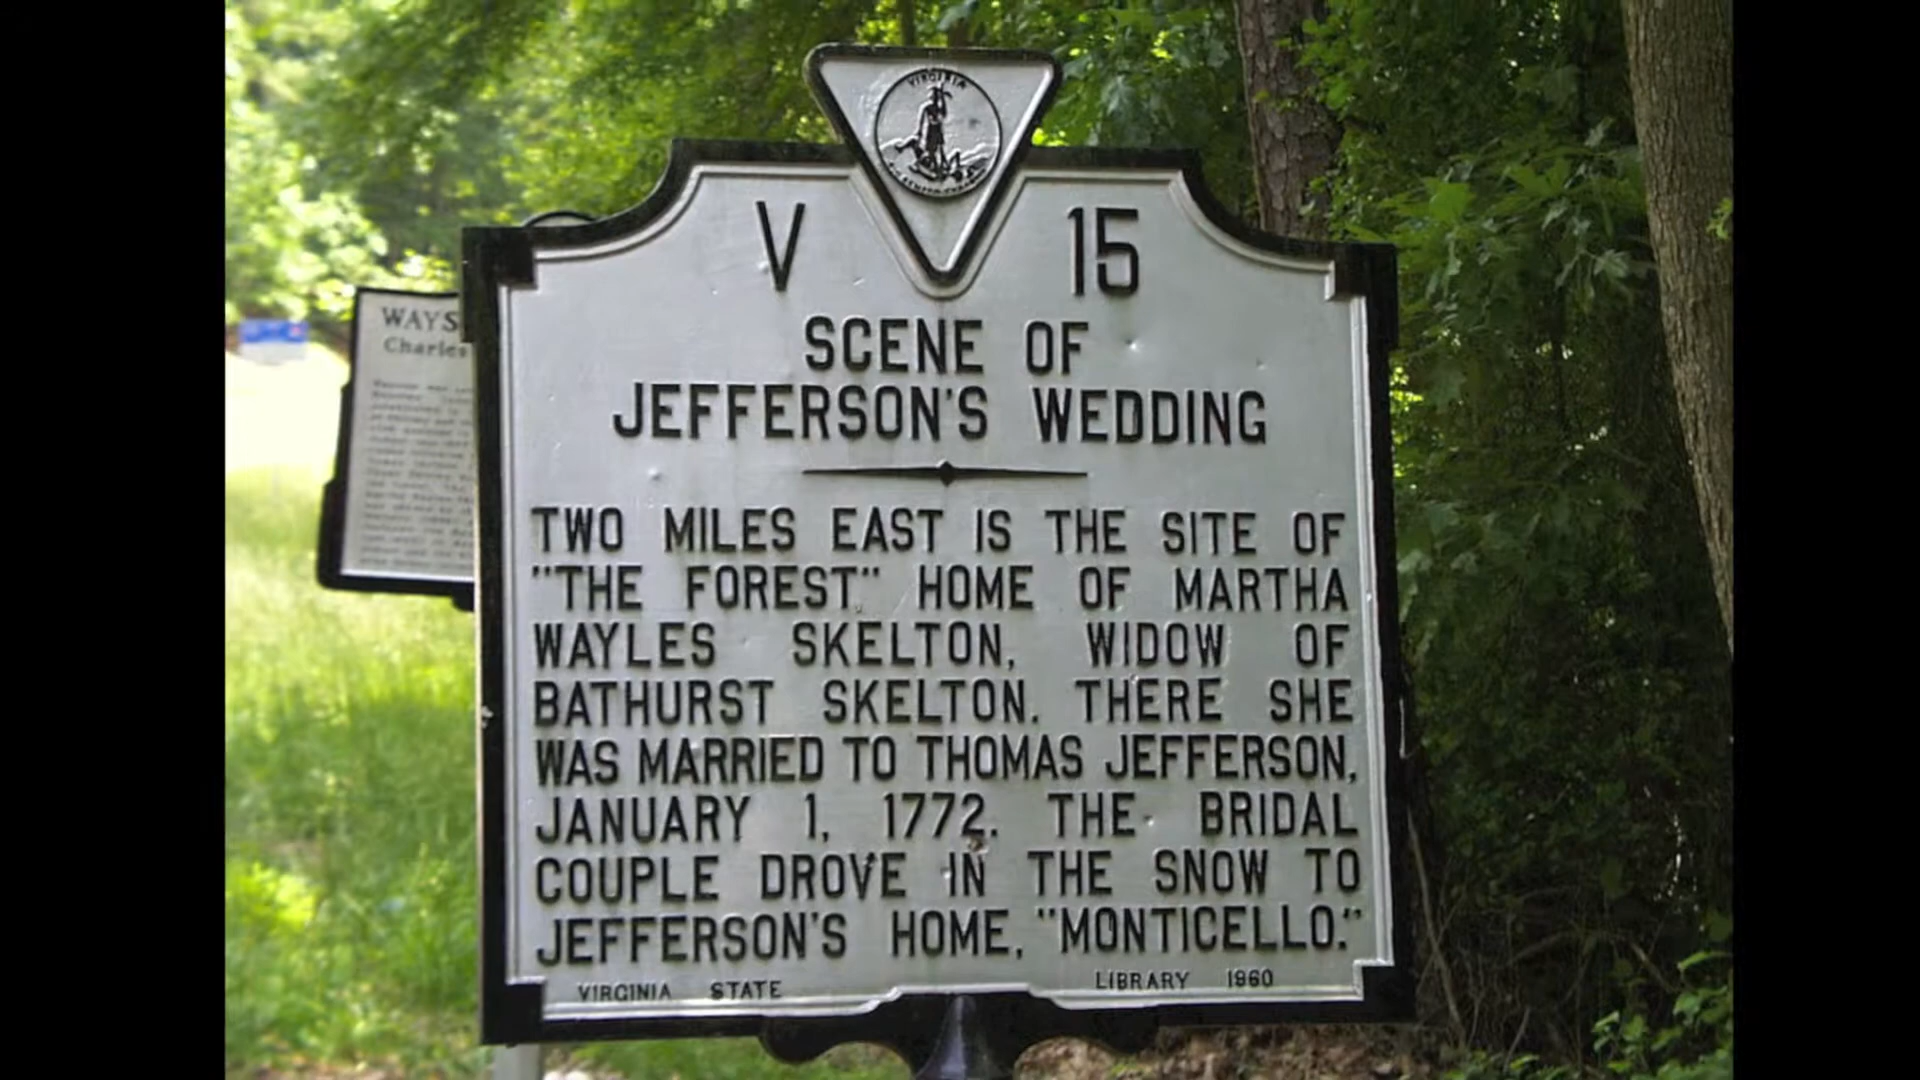 VIRGINIA
V 15
SCENE OF
JEFFERSON'S WEDDING
TWO MILES EAST IS THE SITE OF
"THE FOREST" HOME OF MARTHA
WAYLES SKELTON, WIDOW OF
BATHURST SKELTON. THERE SHE
WAS MARRIED TO THOMAS JEFFERSON,
JANUARY 1, 1772. THE BRIDAL
COUPLE DROVE IN THE SNOW TO
JEFFERSON'S HOME, "MONTICELLO."
VIRGINIA STATE LIBRARY 1960
WAYS
Charles